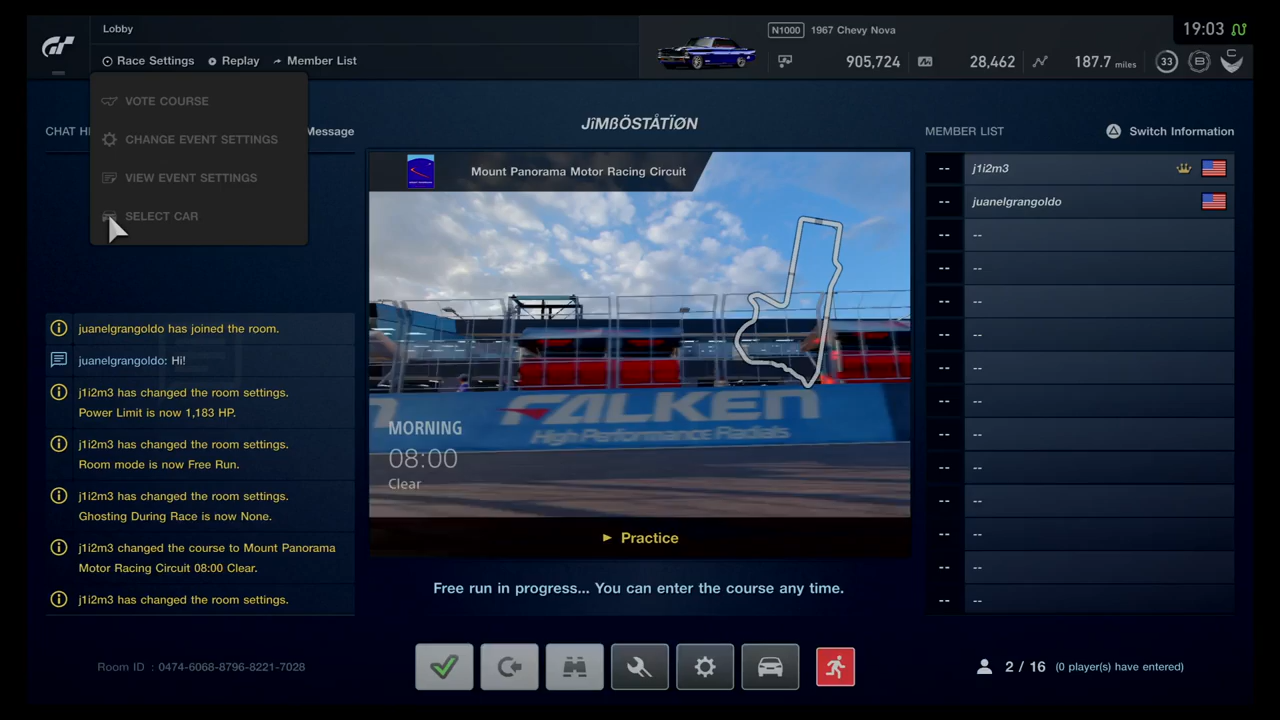 Lobby
N1000 1967 Chevy Nova
19:03
Race Settings Replay Member List
905,724 28,462 187.7 miles 33 B C
VOTE COURSE
CHANGE EVENT SETTINGS
VIEW EVENT SETTINGS
SELECT CAR
CHAT H
Message
JîMBÖSTÅTÏØN
MEMBER LIST
Switch Information
Mount Panorama Motor Racing Circuit
-- j1i2m3
-- juanelgrangoldo
-- --
-- --
-- --
-- --
-- --
-- --
-- --
-- --
-- --
-- --
-- --
-- --
juanelgrangoldo has joined the room.
juanelgrangoldo: Hi!
j1i2m3 has changed the room settings.
Power Limit is now 1,183 HP.
j1i2m3 has changed the room settings.
Room mode is now Free Run.
j1i2m3 has changed the room settings.
Ghosting During Race is now None.
j1i2m3 changed the course to Mount Panorama
Motor Racing Circuit 08:00 Clear.
j1i2m3 has changed the room settings.
FALKEN
High Performance Radials
MORNING
08:00
Clear
Practice
Free run in progress... You can enter the course any time.
Room ID : 0474-6068-8796-8221-7028
2 / 16 (0 player(s) have entered)